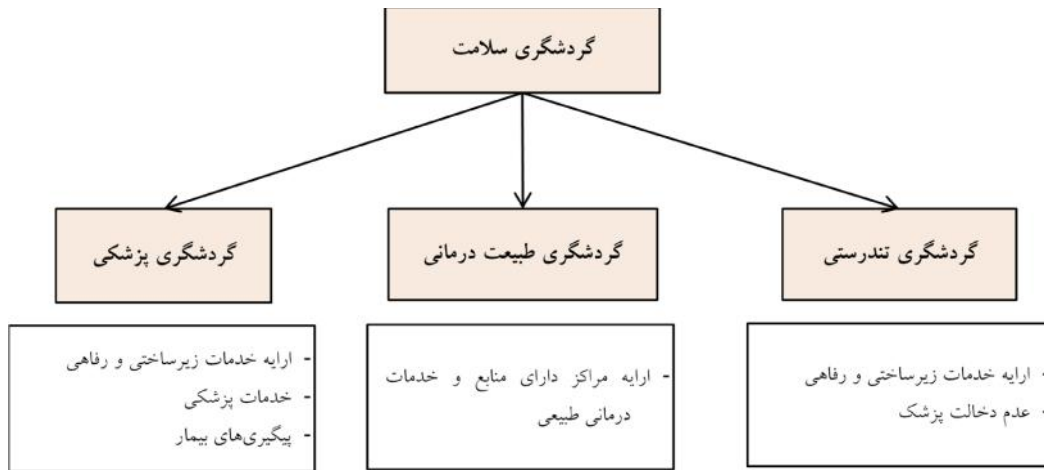 گردشگری سلامت
گردشگری تندرستی
گردشگری طبیعت درمانی
گردشگری پزشکی
- ارایه خدمات زیرساختی و رفاهی
- عدم دخالت پزشک
- ارایه مراکز دارای منابع و خدمات
درمانی طبیعی
- ارایه خدمات زیرساختی و رفاهی
- خدمات پزشکی
- پیگیری‌های بیمار